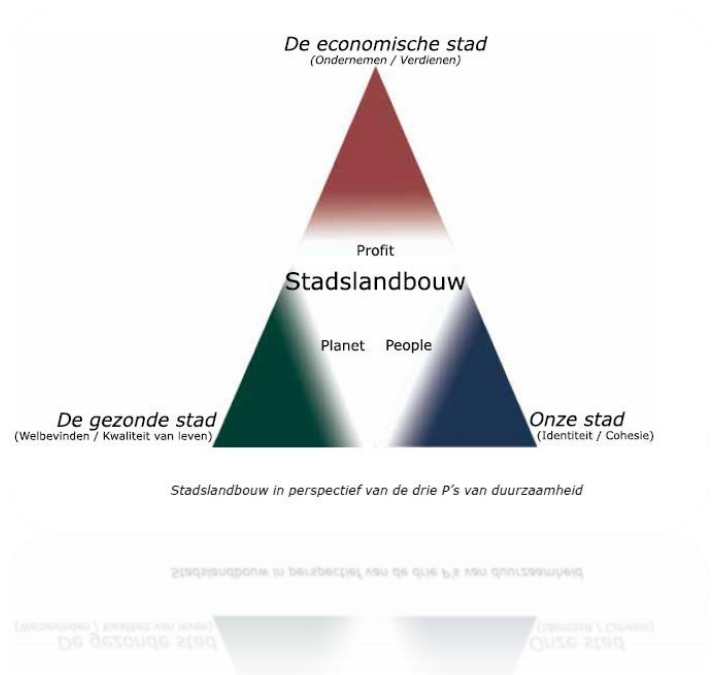 De economische stad
(Ondernemen / Verdienen)
Profit
Stadslandbouw
Planet People
De gezonde stad
(Welbevinden / Kwaliteit van leven)
Onze stad
(Identiteit / Cohesie)
Stadslandbouw in perspectief van de drie P's van duurzaamheid